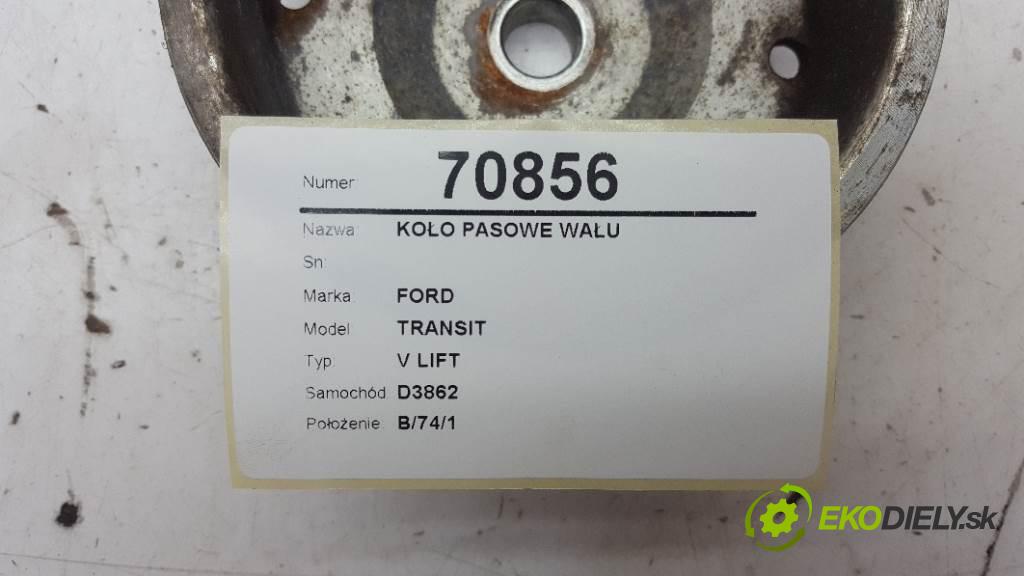 Numer: 70856
Nazwa: KOŁO PASOWE WAŁU
Sn:
Marka: FORD
Model: TRANSIT
Typ: V LIFT
Samochód: D3862
Położenie: B/74/1
EKODIELY.sk